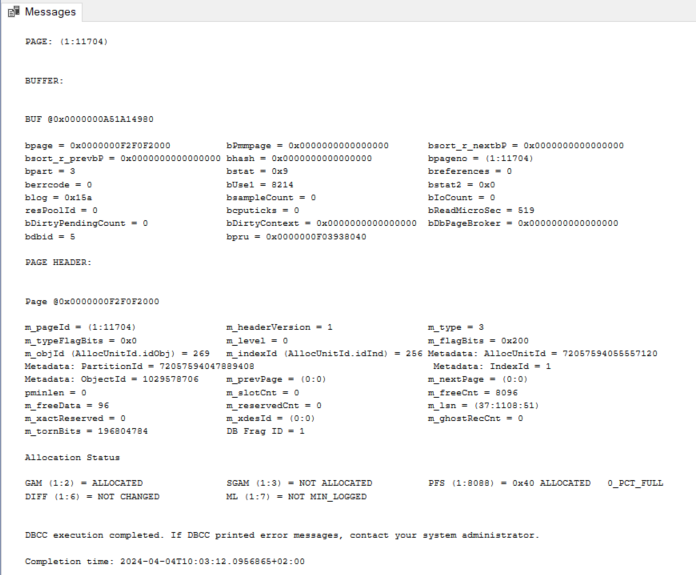 Messages
PAGE: (1:11704)
BUFFER:
BUF @0x0000000A51A14980
bpage = 0x0000000F2F0F2000 bPmmpage = 0x0000000000000000 bsort_r_nextbP = 0x0000000000000000
bsort_r_prevbP = 0x0000000000000000 bhash = 0x0000000000000000 bpageno = (1:11704)
bpart = 3 bstat = 0x9 breferences = 0
berrcode = 0 bUse1 = 8214 bstat2 = 0x0
blog = 0x15a bsampleCount = 0 bIoCount = 0
resPoolId = 0 bcputicks = 0 bReadMicroSec = 519
bDirtyPendingCount = 0 bDirtyContext = 0x0000000000000000 bDbPageBroker = 0x0000000000000000
bdbid = 5 bpru = 0x0000000F03938040
PAGE HEADER:
Page @0x0000000F2F0F2000
m_pageId = (1:11704) m_headerVersion = 1 m_type = 3
m_typeFlagBits = 0x0 m_level = 0 m_flagBits = 0x200
m_objId (AllocUnitId.idObj) = 269 m_indexId (AllocUnitId.idInd) = 256 Metadata: AllocUnitId = 72057594055557120
Metadata: PartitionId = 72057594047889408 Metadata: IndexId = 1
Metadata: ObjectId = 1029578706 m_prevPage = (0:0) m_nextPage = (0:0)
pminlen = 0 m_slotCnt = 0 m_freeCnt = 8096
m_freeData = 96 m_reservedCnt = 0 m_lsn = (37:1108:51)
m_xactReserved = 0 m_xdesId = (0:0) m_ghostRecCnt = 0
m_tornBits = 196804784 DB Frag ID = 1
Allocation Status
GAM (1:2) = ALLOCATED SGAM (1:3) = NOT ALLOCATED PFS (1:8088) = 0x40 ALLOCATED 0_PCT_FULL
DIFF (1:6) = NOT CHANGED ML (1:7) = NOT MIN_LOGGED
DBCC execution completed. If DBCC printed error messages, contact your system administrator.
Completion time: 2024-04-04T10:03:12.0956865+02:00